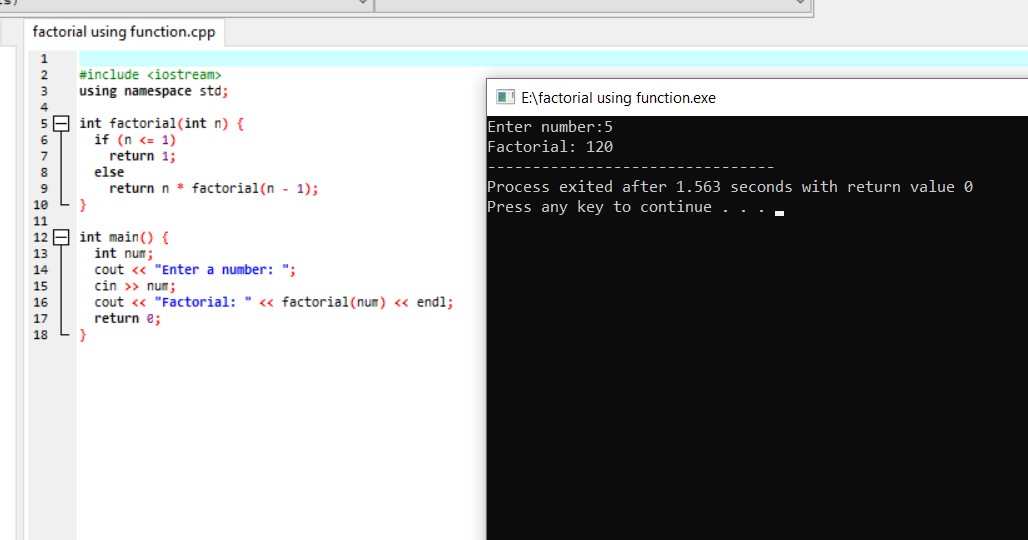 s)
factorial using function.cpp
1
2 #include <iostream>
3 using namespace std;
4
5 int factorial(int n) {
6 if (n <= 1)
7 return 1;
8 else
9 return n * factorial(n - 1);
10 }
11
12 int main() {
13 int num;
14 cout << "Enter a number: ";
15 cin >> num;
16 cout << "Factorial: " << factorial(num) << endl;
17 return 0;
18 }
E:\factorial using function.exe
Enter number:5
Factorial: 120
--------------------------------
Process exited after 1.563 seconds with return value 0
Press any key to continue . . .